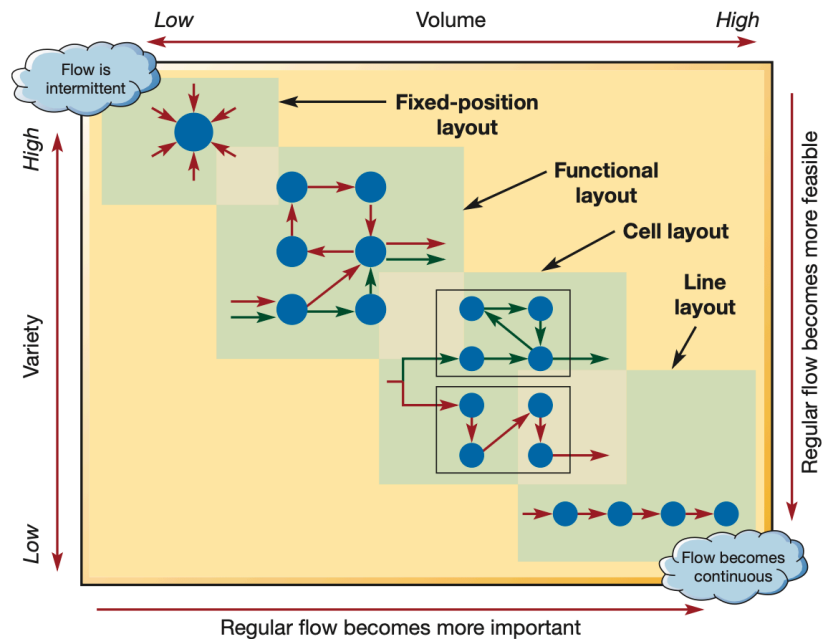 Low
Volume
High
Flow is
intermittent
Fixed-position
layout
High
Functional
layout
Cell layout
Line
layout
Variety
Regular flow becomes more feasible
Low
Flow becomes
continuous
Regular flow becomes more important